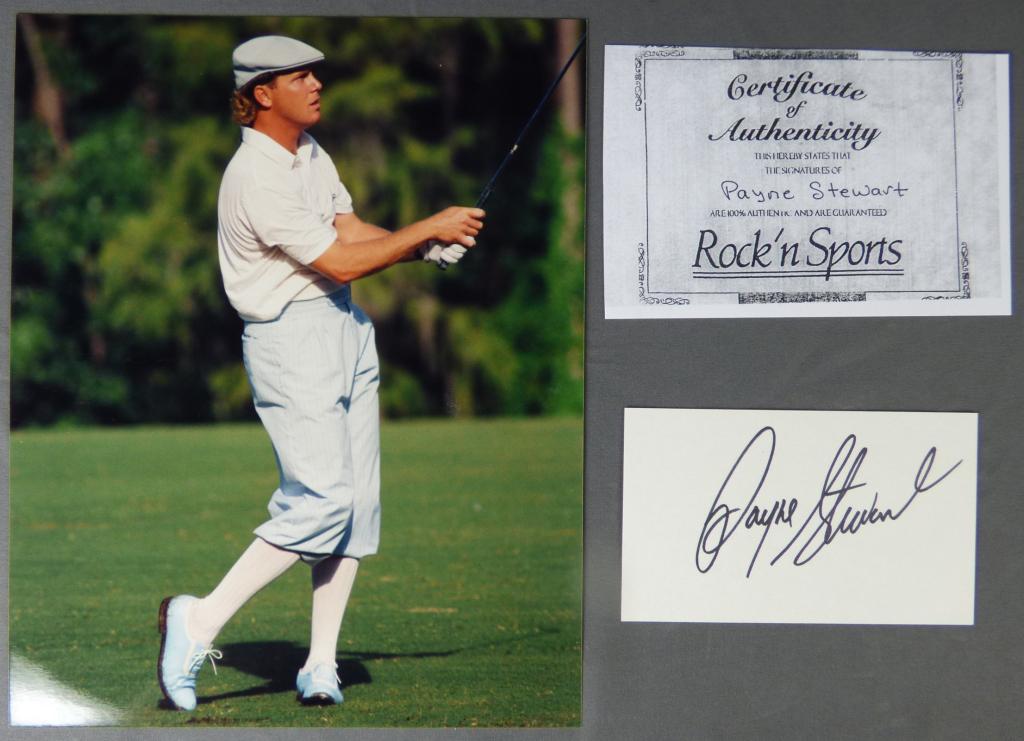 Certificate
of
Authenticity
THIS HEREBY STATES THAT
THE SIGNATURES OF
Payne Stewart
ARE 100% AUTHENTIC AND ARE GUARANTEED
Rock'n Sports
Payne Stewart